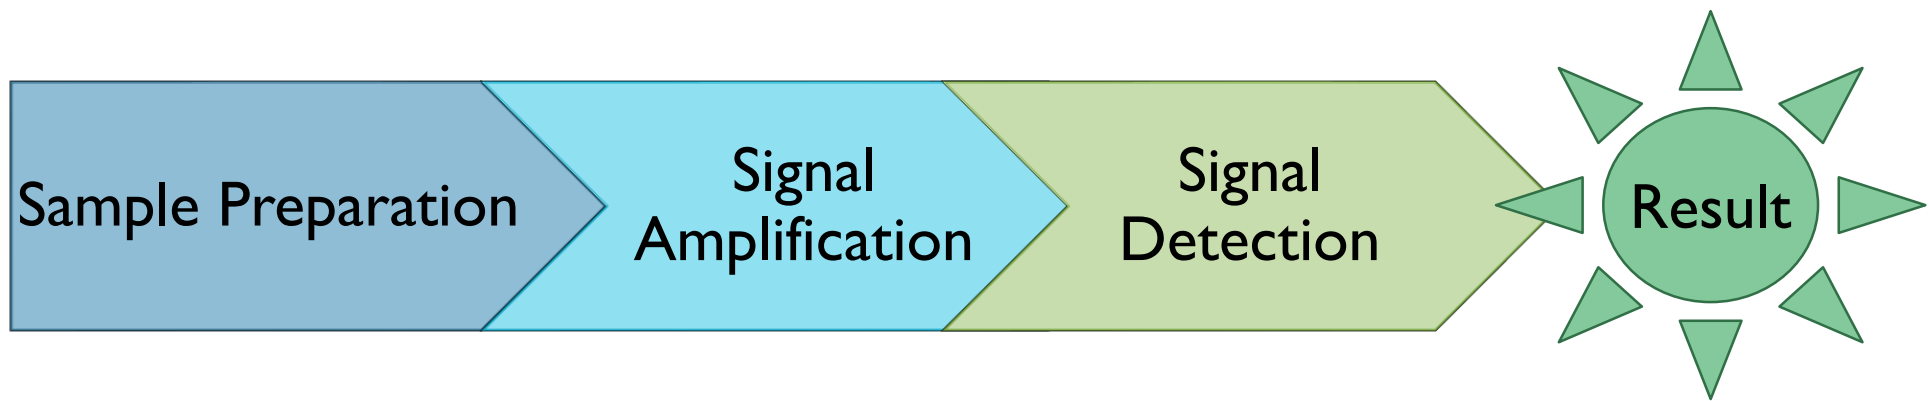 Sample Preparation
Signal
Amplification
Signal
Detection
Result